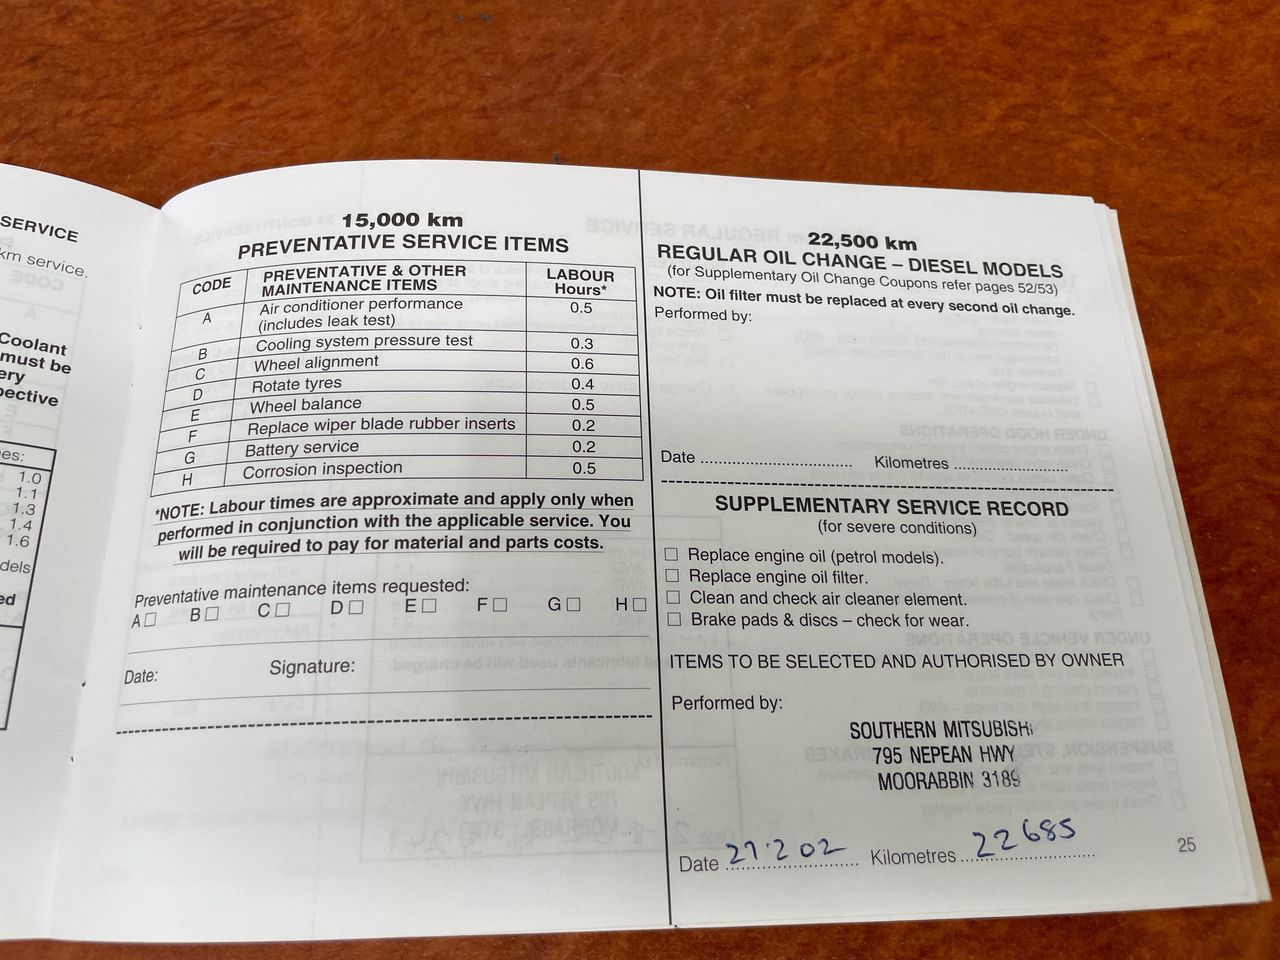 SERVICE
km service.
Coolant
must be
ery
pective
es:
1.0
1.1
1.3
1.4
1.6
dels
ed
15,000 km
PREVENTATIVE SERVICE ITEMS
CODE PREVENTATIVE & OTHER MAINTENANCE ITEMS LABOUR Hours*
A Air conditioner performance (includes leak test) 0.5
B Cooling system pressure test 0.3
C Wheel alignment 0.6
D Rotate tyres 0.4
E Wheel balance 0.5
F Replace wiper blade rubber inserts 0.2
G Battery service 0.2
H Corrosion inspection 0.5
*NOTE: Labour times are approximate and apply only when
performed in conjunction with the applicable service. You
will be required to pay for material and parts costs.
Preventative maintenance items requested:
A☐ B☐ C☐ D☐ E☐ F☐ G☐ H☐
Date: Signature:
22,500 km
REGULAR OIL CHANGE – DIESEL MODELS
(for Supplementary Oil Change Coupons refer pages 52/53)
NOTE: Oil filter must be replaced at every second oil change.
Performed by:
Date Kilometres
SUPPLEMENTARY SERVICE RECORD
(for severe conditions)
☐ Replace engine oil (petrol models).
☐ Replace engine oil filter.
☐ Clean and check air cleaner element.
☐ Brake pads & discs – check for wear.
ITEMS TO BE SELECTED AND AUTHORISED BY OWNER
Performed by:
SOUTHERN MITSUBISHI
795 NEPEAN HWY
MOORABBIN 3189
Date 27.2 02 Kilometres 22685
25